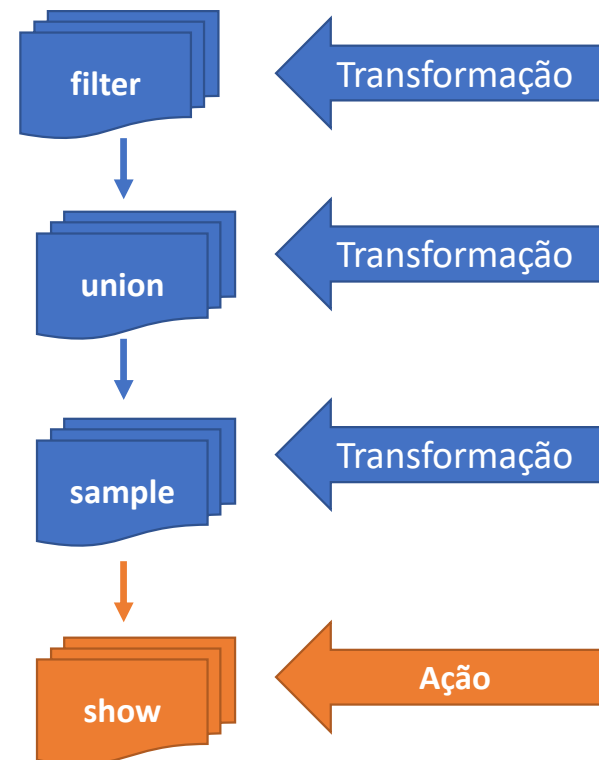 filter
Transformação
union
Transformação
sample
Transformação
show
Ação